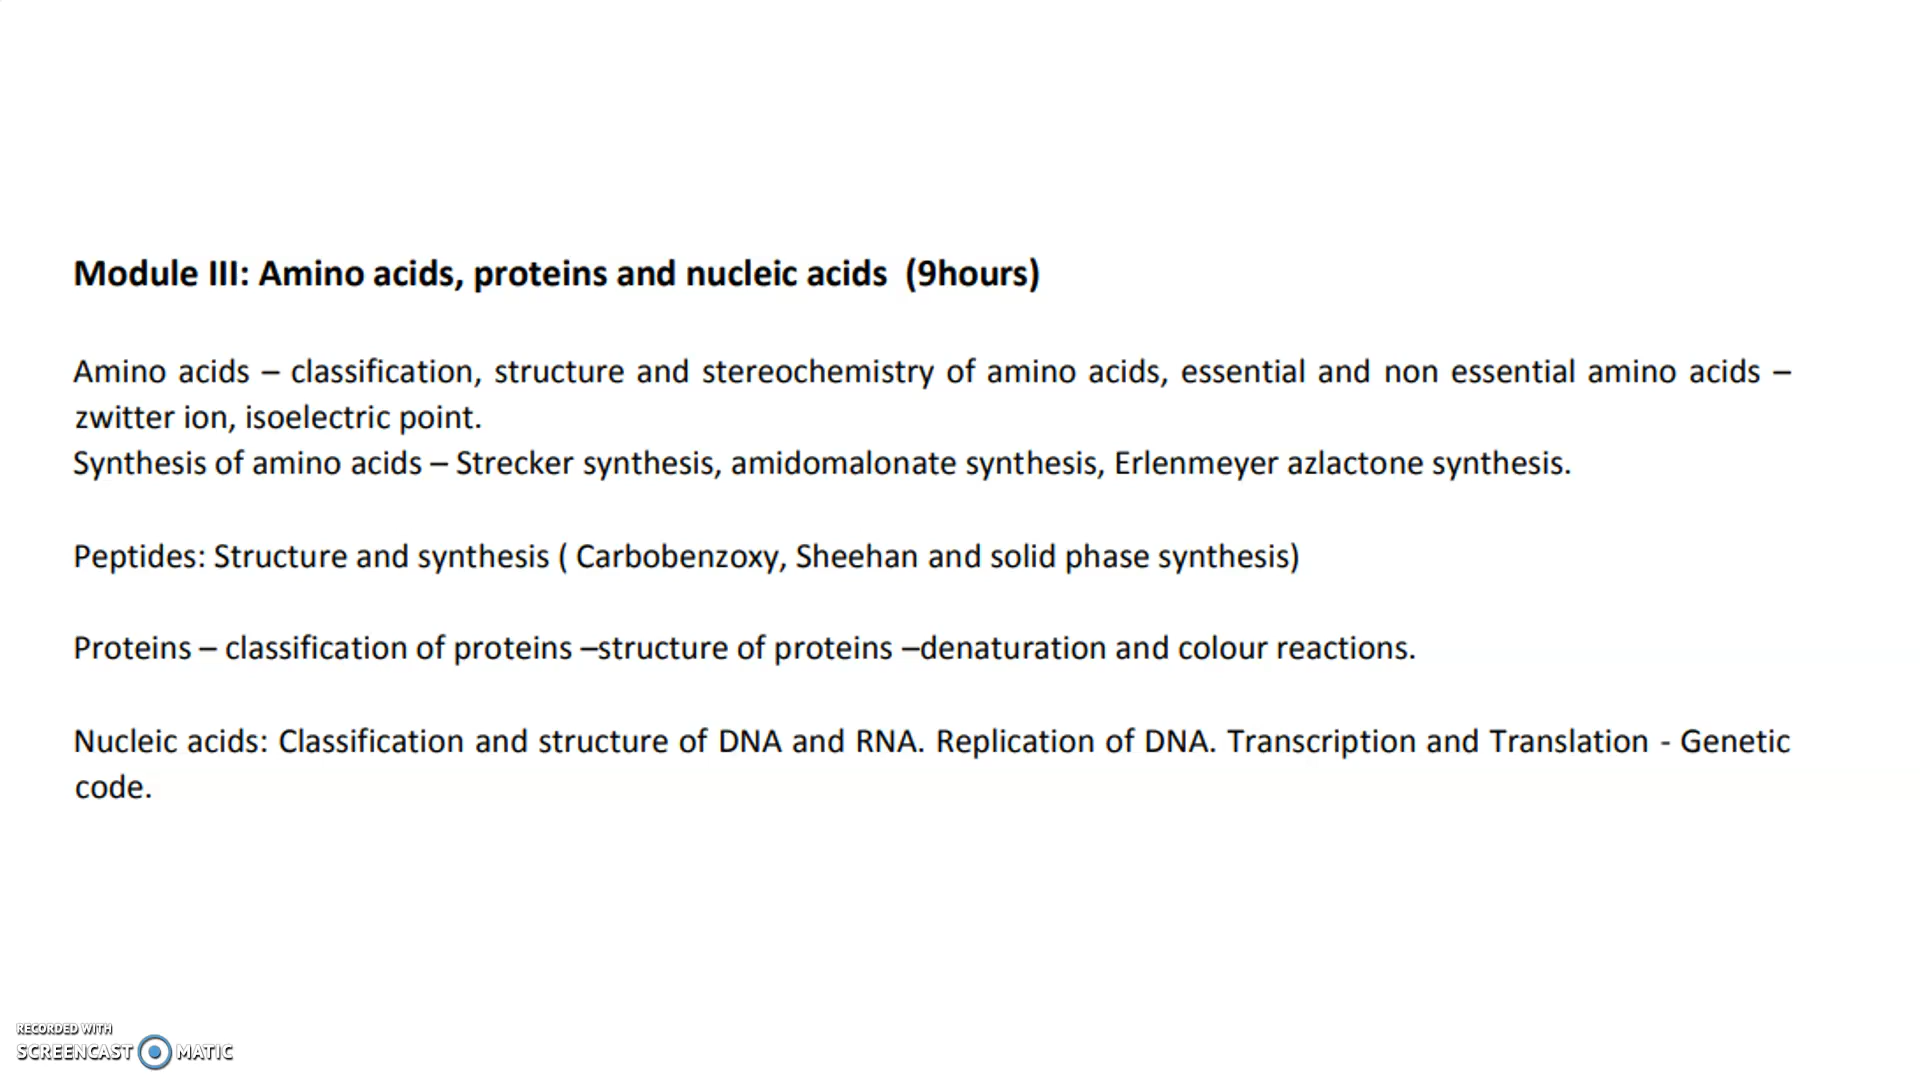 Module III: Amino acids, proteins and nucleic acids  (9hours)
Amino acids – classification, structure and stereochemistry of amino acids, essential and non essential amino acids –
zwitter ion, isoelectric point.
Synthesis of amino acids – Strecker synthesis, amidomalonate synthesis, Erlenmeyer azlactone synthesis.
Peptides: Structure and synthesis ( Carbobenzoxy, Sheehan and solid phase synthesis)
Proteins – classification of proteins –structure of proteins –denaturation and colour reactions.
Nucleic acids: Classification and structure of DNA and RNA. Replication of DNA. Transcription and Translation - Genetic
code.
RECORDED WITH
SCREENCAST MATIC